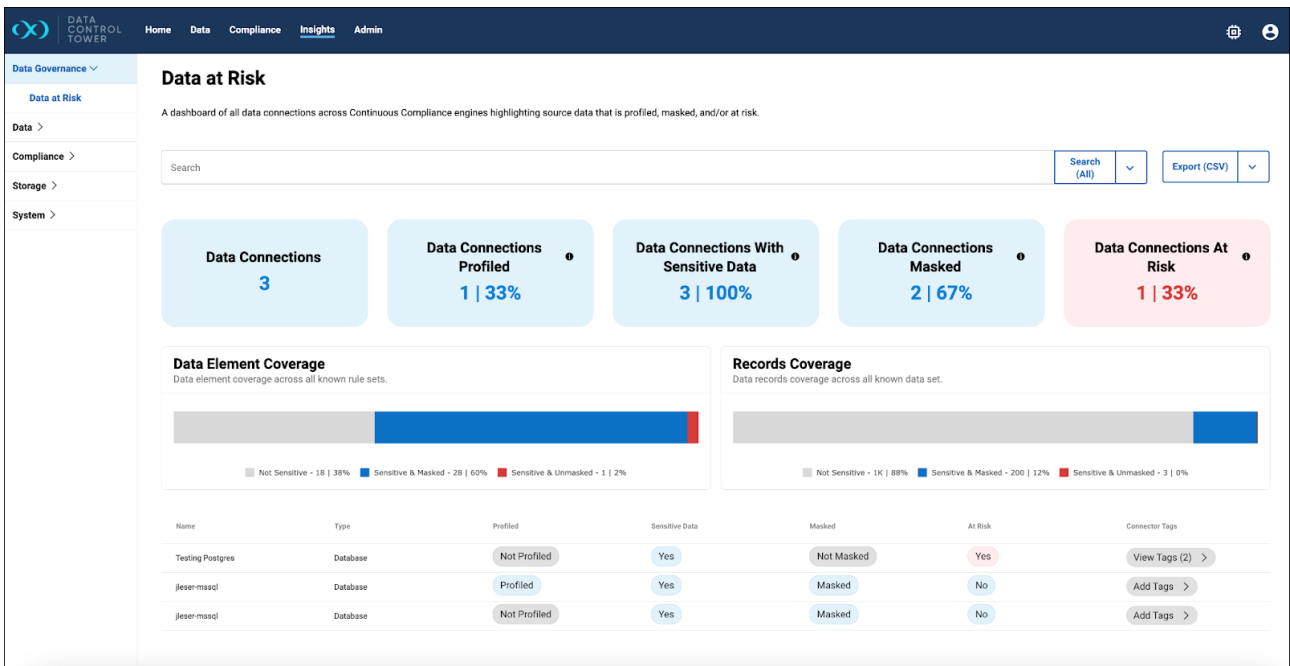 DATA
CONTROL
TOWER
Home Data Compliance Insights Admin
Data Governance
Data at Risk
Data
Compliance
Storage
System
Data at Risk
A dashboard of all data connections across Continuous Compliance engines highlighting source data that is profiled, masked, and/or at risk.
Search
Search
(All)
Export (CSV)
Data Connections
3
Data Connections
Profiled
1 | 33%
Data Connections With
Sensitive Data
3 | 100%
Data Connections
Masked
2 | 67%
Data Connections At
Risk
1 | 33%
Data Element Coverage
Data element coverage across all known rule sets.
Not Sensitive - 18 | 38% Sensitive & Masked - 28 | 60% Sensitive & Unmasked - 1 | 2%
Records Coverage
Data records coverage across all known data set.
Not Sensitive - 1K | 88% Sensitive & Masked - 200 | 12% Sensitive & Unmasked - 3 | 0%
Name Type Profiled Sensitive Data Masked At Risk Connector Tags
Testing Postgres Database Not Profiled Yes Not Masked Yes View Tags (2)
jleser-mssql Database Profiled Yes Masked No Add Tags
jleser-mssql Database Not Profiled Yes Masked No Add Tags